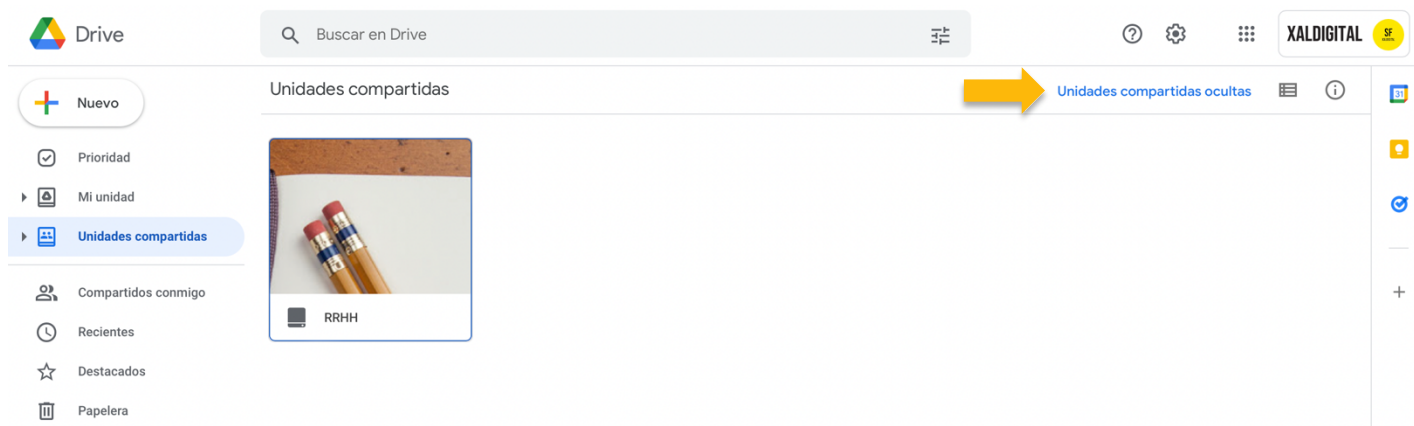 Drive
Buscar en Drive
XALDIGITAL
SF
Nuevo
Unidades compartidas
Unidades compartidas ocultas
31
Prioridad
Mi unidad
Unidades compartidas
Compartidos conmigo
RRHH
Recientes
Destacados
Papelera